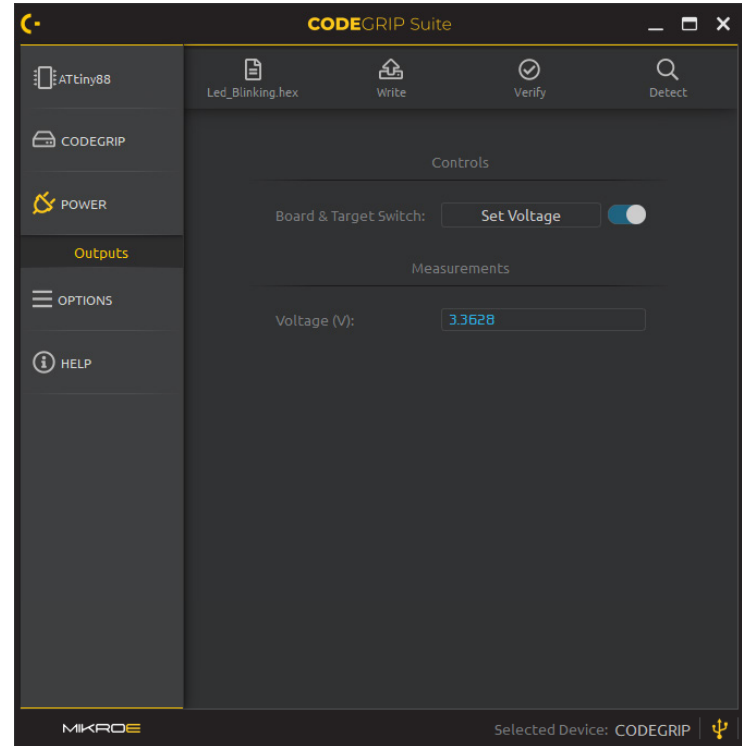 CODEGRIP Suite
ATtiny88
Led_Blinking.hex
Write
Verify
Detect
CODEGRIP
POWER
Outputs
OPTIONS
HELP
Controls
Board & Target Switch:
Set Voltage
Measurements
Voltage (V):
3.3628
MIKROE
Selected Device: CODEGRIP